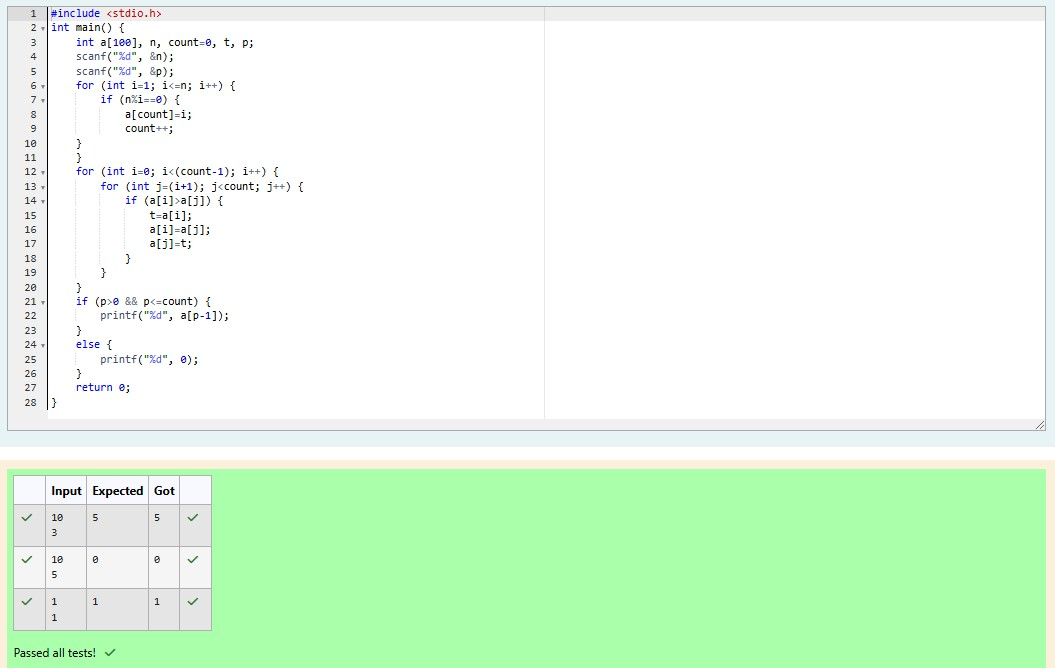 1 #include <stdio.h>
2 int main() {
3     int a[100], n, count=0, t, p;
4     scanf("%d", &n);
5     scanf("%d", &p);
6     for (int i=1; i<=n; i++) {
7         if (n%i==0) {
8             a[count]=i;
9             count++;
10     }
11     }
12     for (int i=0; i<(count-1); i++) {
13         for (int j=(i+1); j<count; j++) {
14             if (a[i]>a[j]) {
15                 t=a[i];
16                 a[i]=a[j];
17                 a[j]=t;
18             }
19         }
20     }
21     if (p>0 && p<=count) {
22         printf("%d", a[p-1]);
23     }
24     else {
25         printf("%d", 0);
26     }
27     return 0;
28 }
Input Expected Got
10 5 5
3
10 0 0
5
1 1 1
1
Passed all tests!